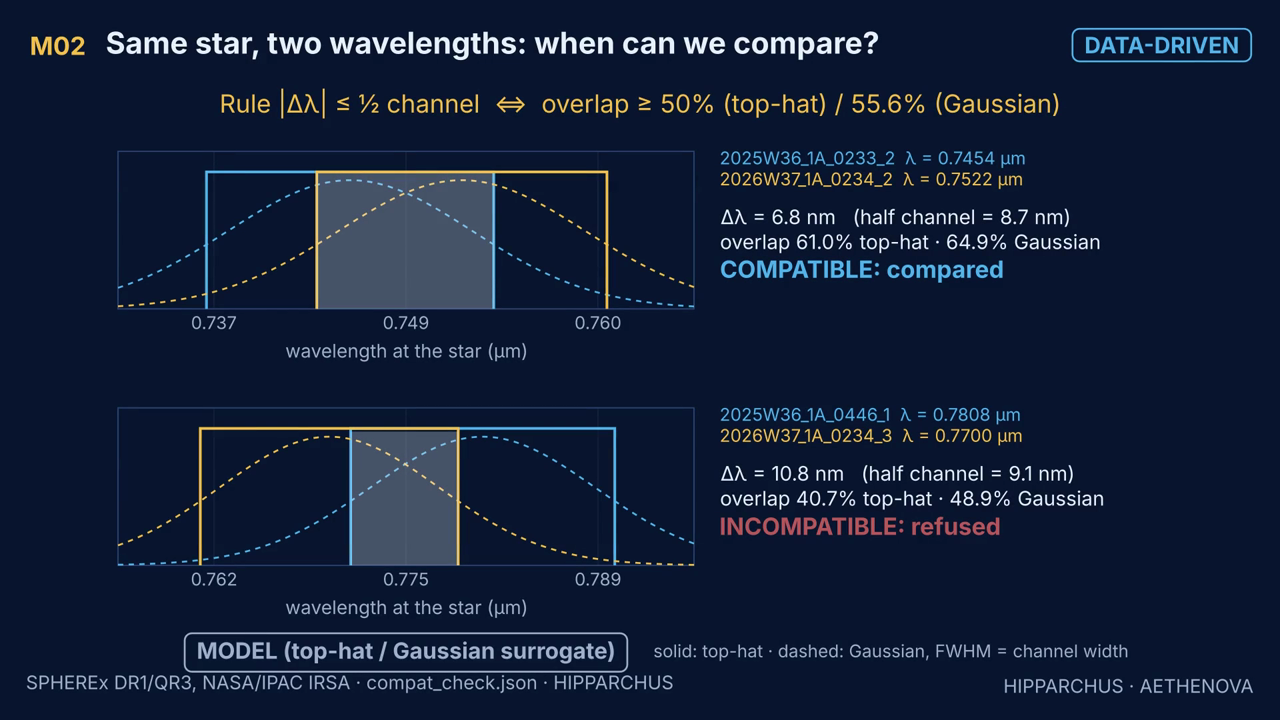 M02 Same star, two wavelengths: when can we compare?
DATA-DRIVEN
Rule |Δλ| ≤ ½ channel ⇔ overlap ≥ 50% (top-hat) / 55.6% (Gaussian)
2025W36_1A_0233_2 λ = 0.7454 µm
2026W37_1A_0234_2 λ = 0.7522 µm
Δλ = 6.8 nm (half channel = 8.7 nm)
overlap 61.0% top-hat · 64.9% Gaussian
COMPATIBLE: compared
0.737 0.749 0.760
wavelength at the star (µm)
2025W36_1A_0446_1 λ = 0.7808 µm
2026W37_1A_0234_3 λ = 0.7700 µm
Δλ = 10.8 nm (half channel = 9.1 nm)
overlap 40.7% top-hat · 48.9% Gaussian
INCOMPATIBLE: refused
0.762 0.775 0.789
wavelength at the star (µm)
MODEL (top-hat / Gaussian surrogate)
solid: top-hat · dashed: Gaussian, FWHM = channel width
SPHEREx DR1/QR3, NASA/IPAC IRSA · compat_check.json · HIPPARCHUS
HIPPARCHUS · AETHENOVA